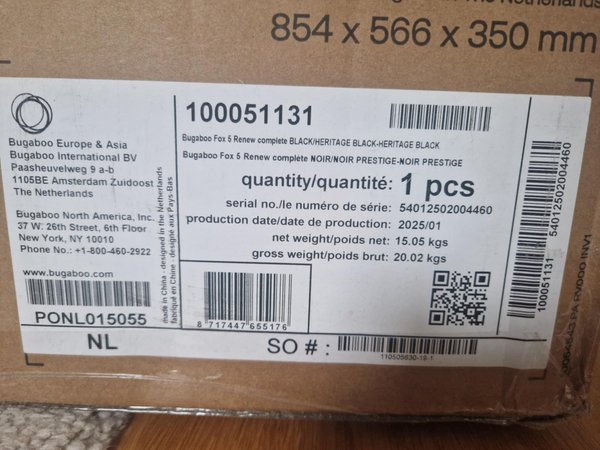 The Netherlands
854 x 566 x 350 mm
Bugaboo Europe & Asia
Bugaboo International BV
Paasheuvelweg 9 a-b
1105BE Amsterdam Zuidoost
The Netherlands
Bugaboo North America, Inc.
37 W. 26th Street, 6th Floor
New York, NY 10010
Phone No.: +1-800-460-2922
www.bugaboo.com
PONL015055
NL
made in China - designed in the Netherlands
fabriqué en Chine - designé aux Pays-Bas
100051131
Bugaboo Fox 5 Renew complete BLACK/HERITAGE BLACK-HERITAGE BLACK
Bugaboo Fox 5 Renew complete NOIR/NOIR PRESTIGE-NOIR PRESTIGE
quantity/quantité: 1 pcs
serial no./le numéro de série: 54012502004460
production date/date de production: 2025/01
net weight/poids net: 15.05 kgs
gross weight/poids brut: 20.02 kgs
8 717447 655176
SO # :
110505630-19-1
100051131
54012502004460